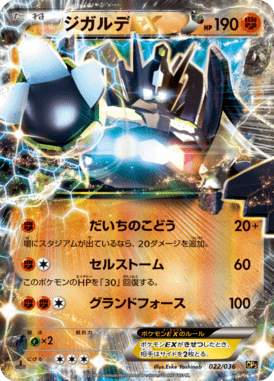 ジガルデEX
HP190
だいちのこどう 20+
場にスタジアムが出ているなら、20ダメージを追加。
セルストーム 60
このポケモンのHPを「30」回復する。
グランドフォース 100
×2
ポケモンEXのルール
ポケモンEXがきぜつしたとき、
相手はサイドを2枚とる。
にげる
Illus.Eske Yoshinob
022/036